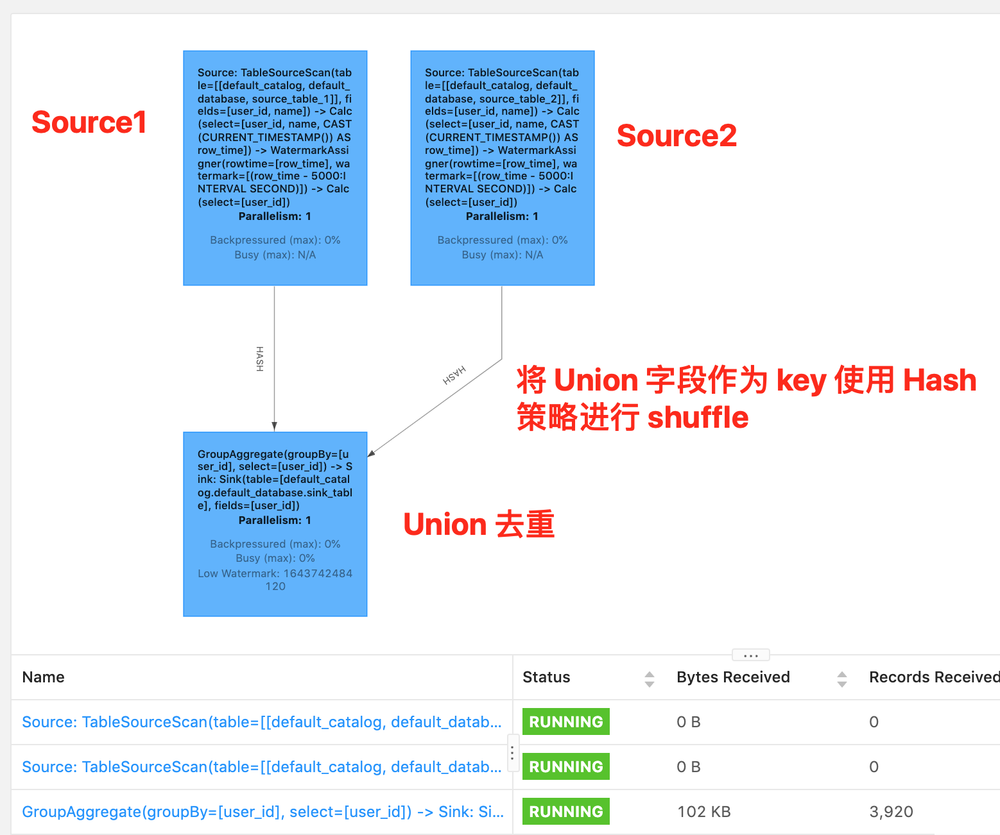 Source: TableSourceScan(tab
le=[[default_catalog, default_
database, source_table_1]], fi
elds=[user_id, name]) -> Calc
(select=[user_id, name, CAST
(CURRENT_TIMESTAMP()) AS
row_time]) -> WatermarkAssi
gner(rowtime=[row_time], wa
termark=[(row_time - 5000:I
NTERVAL SECOND)]) -> Calc
(select=[user_id])
Parallelism: 1
Backpressured (max): 0%
Busy (max): N/A
Source: TableSourceScan(tab
le=[[default_catalog, default_
database, source_table_2]], fi
elds=[user_id, name]) -> Calc
(select=[user_id, name, CAST
(CURRENT_TIMESTAMP()) AS
row_time]) -> WatermarkAssi
gner(rowtime=[row_time], wa
termark=[(row_time - 5000:I
NTERVAL SECOND)]) -> Calc
(select=[user_id])
Parallelism: 1
Backpressured (max): 0%
Busy (max): N/A
Source1
Source2
HASH
HASH
将 Union 字段作为 key 使用 Hash
策略进行 shuffle
GroupAggregate(groupBy=[u
ser_id], select=[user_id]) -> S
ink: Sink(table=[default_catal
og.default_database.sink_tabl
e], fields=[user_id])
Parallelism: 1
Backpressured (max): 0%
Busy (max): 0%
Low Watermark: 1643742484
120
Union 去重
Name Status Bytes Received Records Received
Source: TableSourceScan(table=[[default_catalog, default_datab... RUNNING 0 B 0
Source: TableSourceScan(table=[[default_catalog, default_datab... RUNNING 0 B 0
GroupAggregate(groupBy=[user_id], select=[user_id]) -> Sink: Si... RUNNING 102 KB 3,920